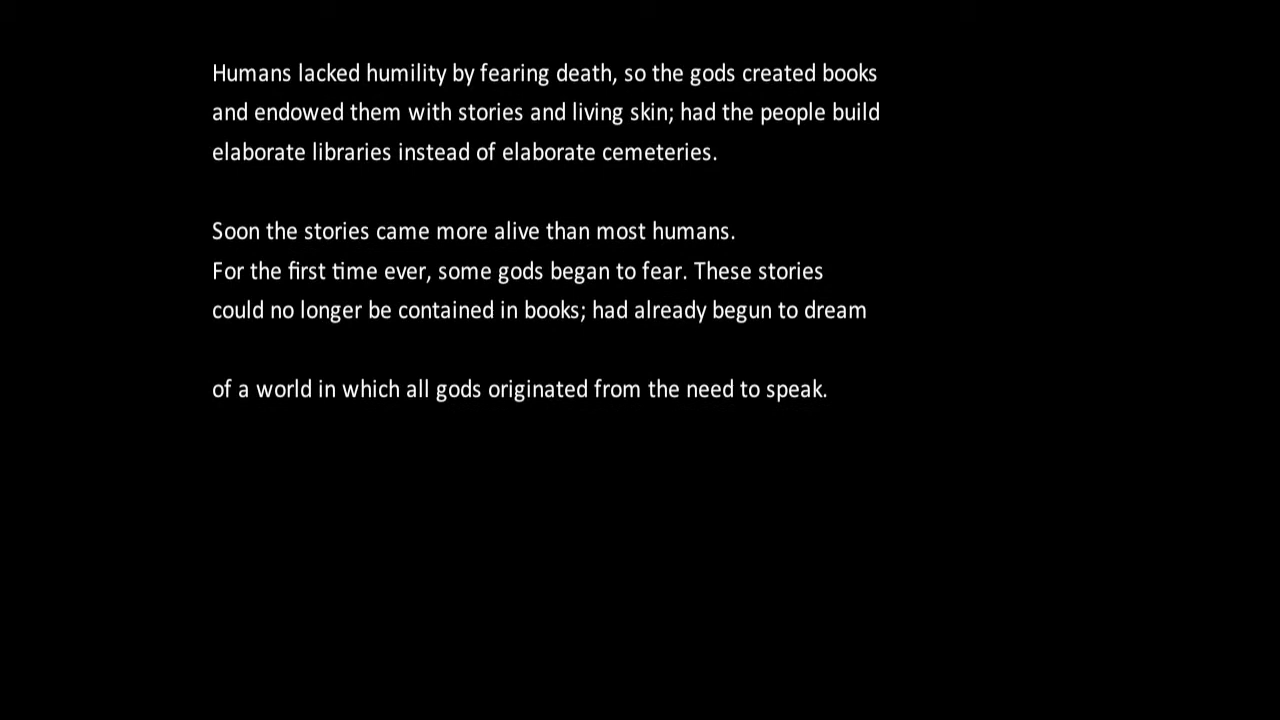 Humans lacked humility by fearing death, so the gods created books
and endowed them with stories and living skin; had the people build
elaborate libraries instead of elaborate cemeteries.
Soon the stories came more alive than most humans.
For the first time ever, some gods began to fear. These stories
could no longer be contained in books; had already begun to dream
of a world in which all gods originated from the need to speak.